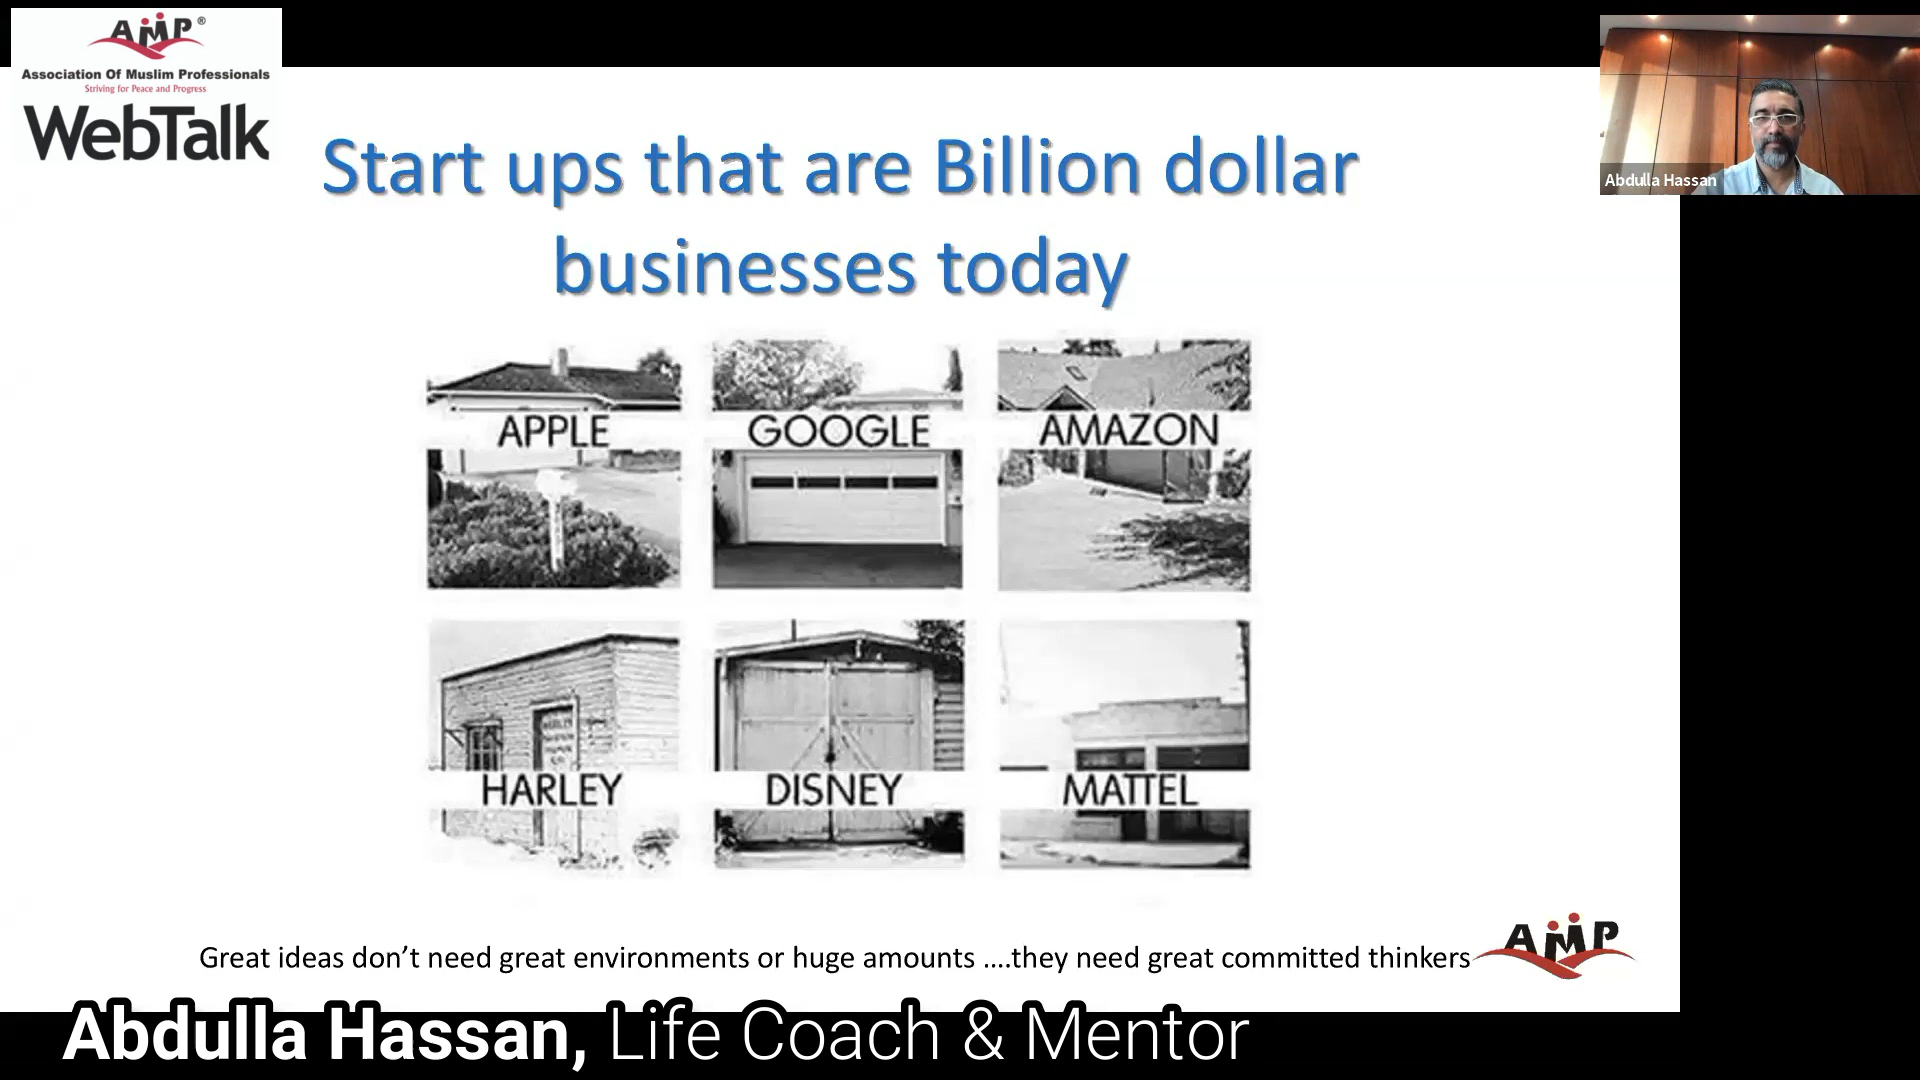 AMP®
Association Of Muslim Professionals
Striving for Peace and Progress
WebTalk
Abdulla Hassan
Start ups that are Billion dollar
businesses today
APPLE
GOOGLE
AMAZON
HARLEY
DISNEY
MATTEL
Great ideas don't need great environments or huge amounts ....they need great committed thinkers
AMP
Abdulla Hassan, Life Coach & Mentor